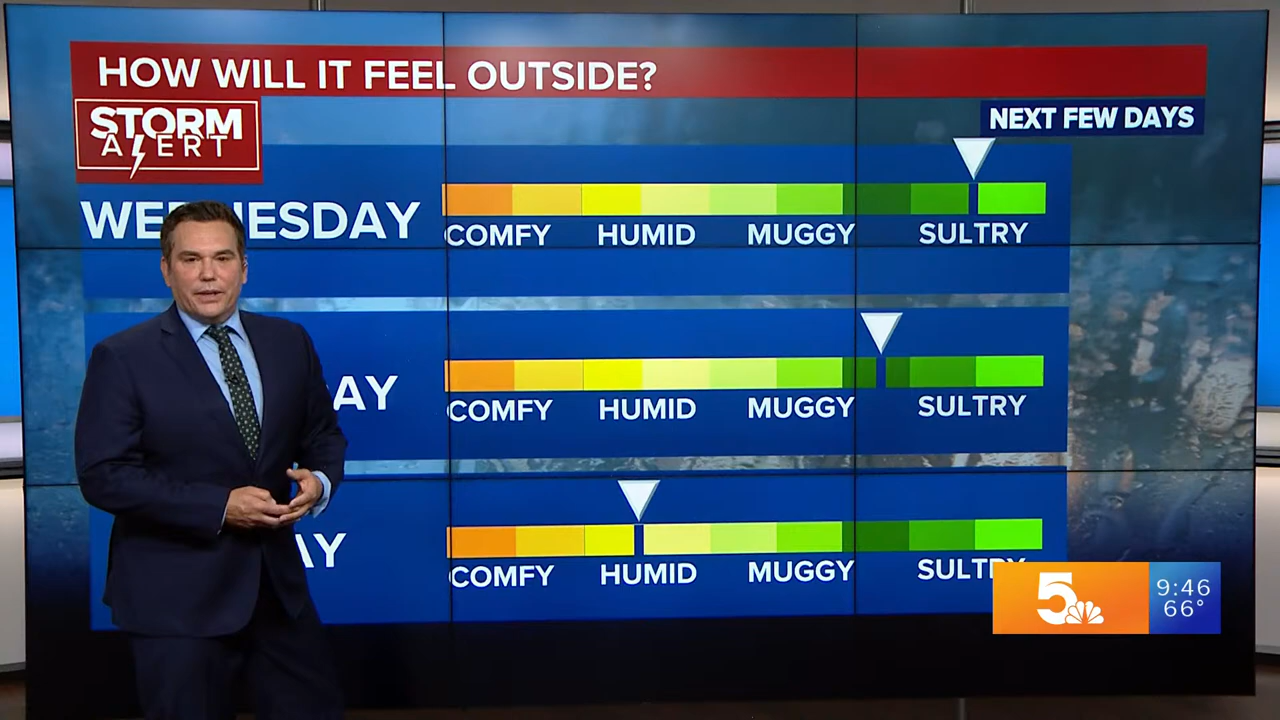 HOW WILL IT FEEL OUTSIDE?
STORM
ALERT
NEXT FEW DAYS
WEDNESDAY
COMFY HUMID MUGGY SULTRY
AY
COMFY HUMID MUGGY SULTRY
AY
COMFY HUMID MUGGY SULTR
5
9:46
66°